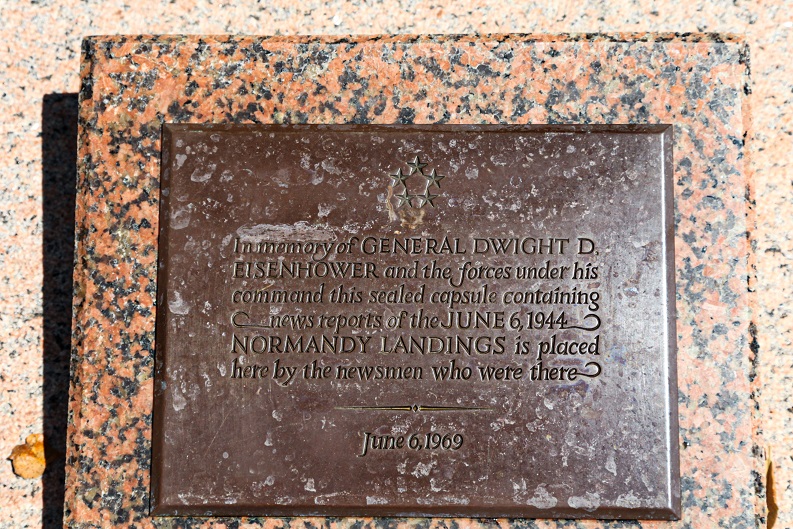 In memory of GENERAL DWIGHT D.
EISENHOWER and the forces under his
command this sealed capsule containing
news reports of the JUNE 6, 1944
NORMANDY LANDINGS is placed
here by the newsmen who were there
June 6, 1969